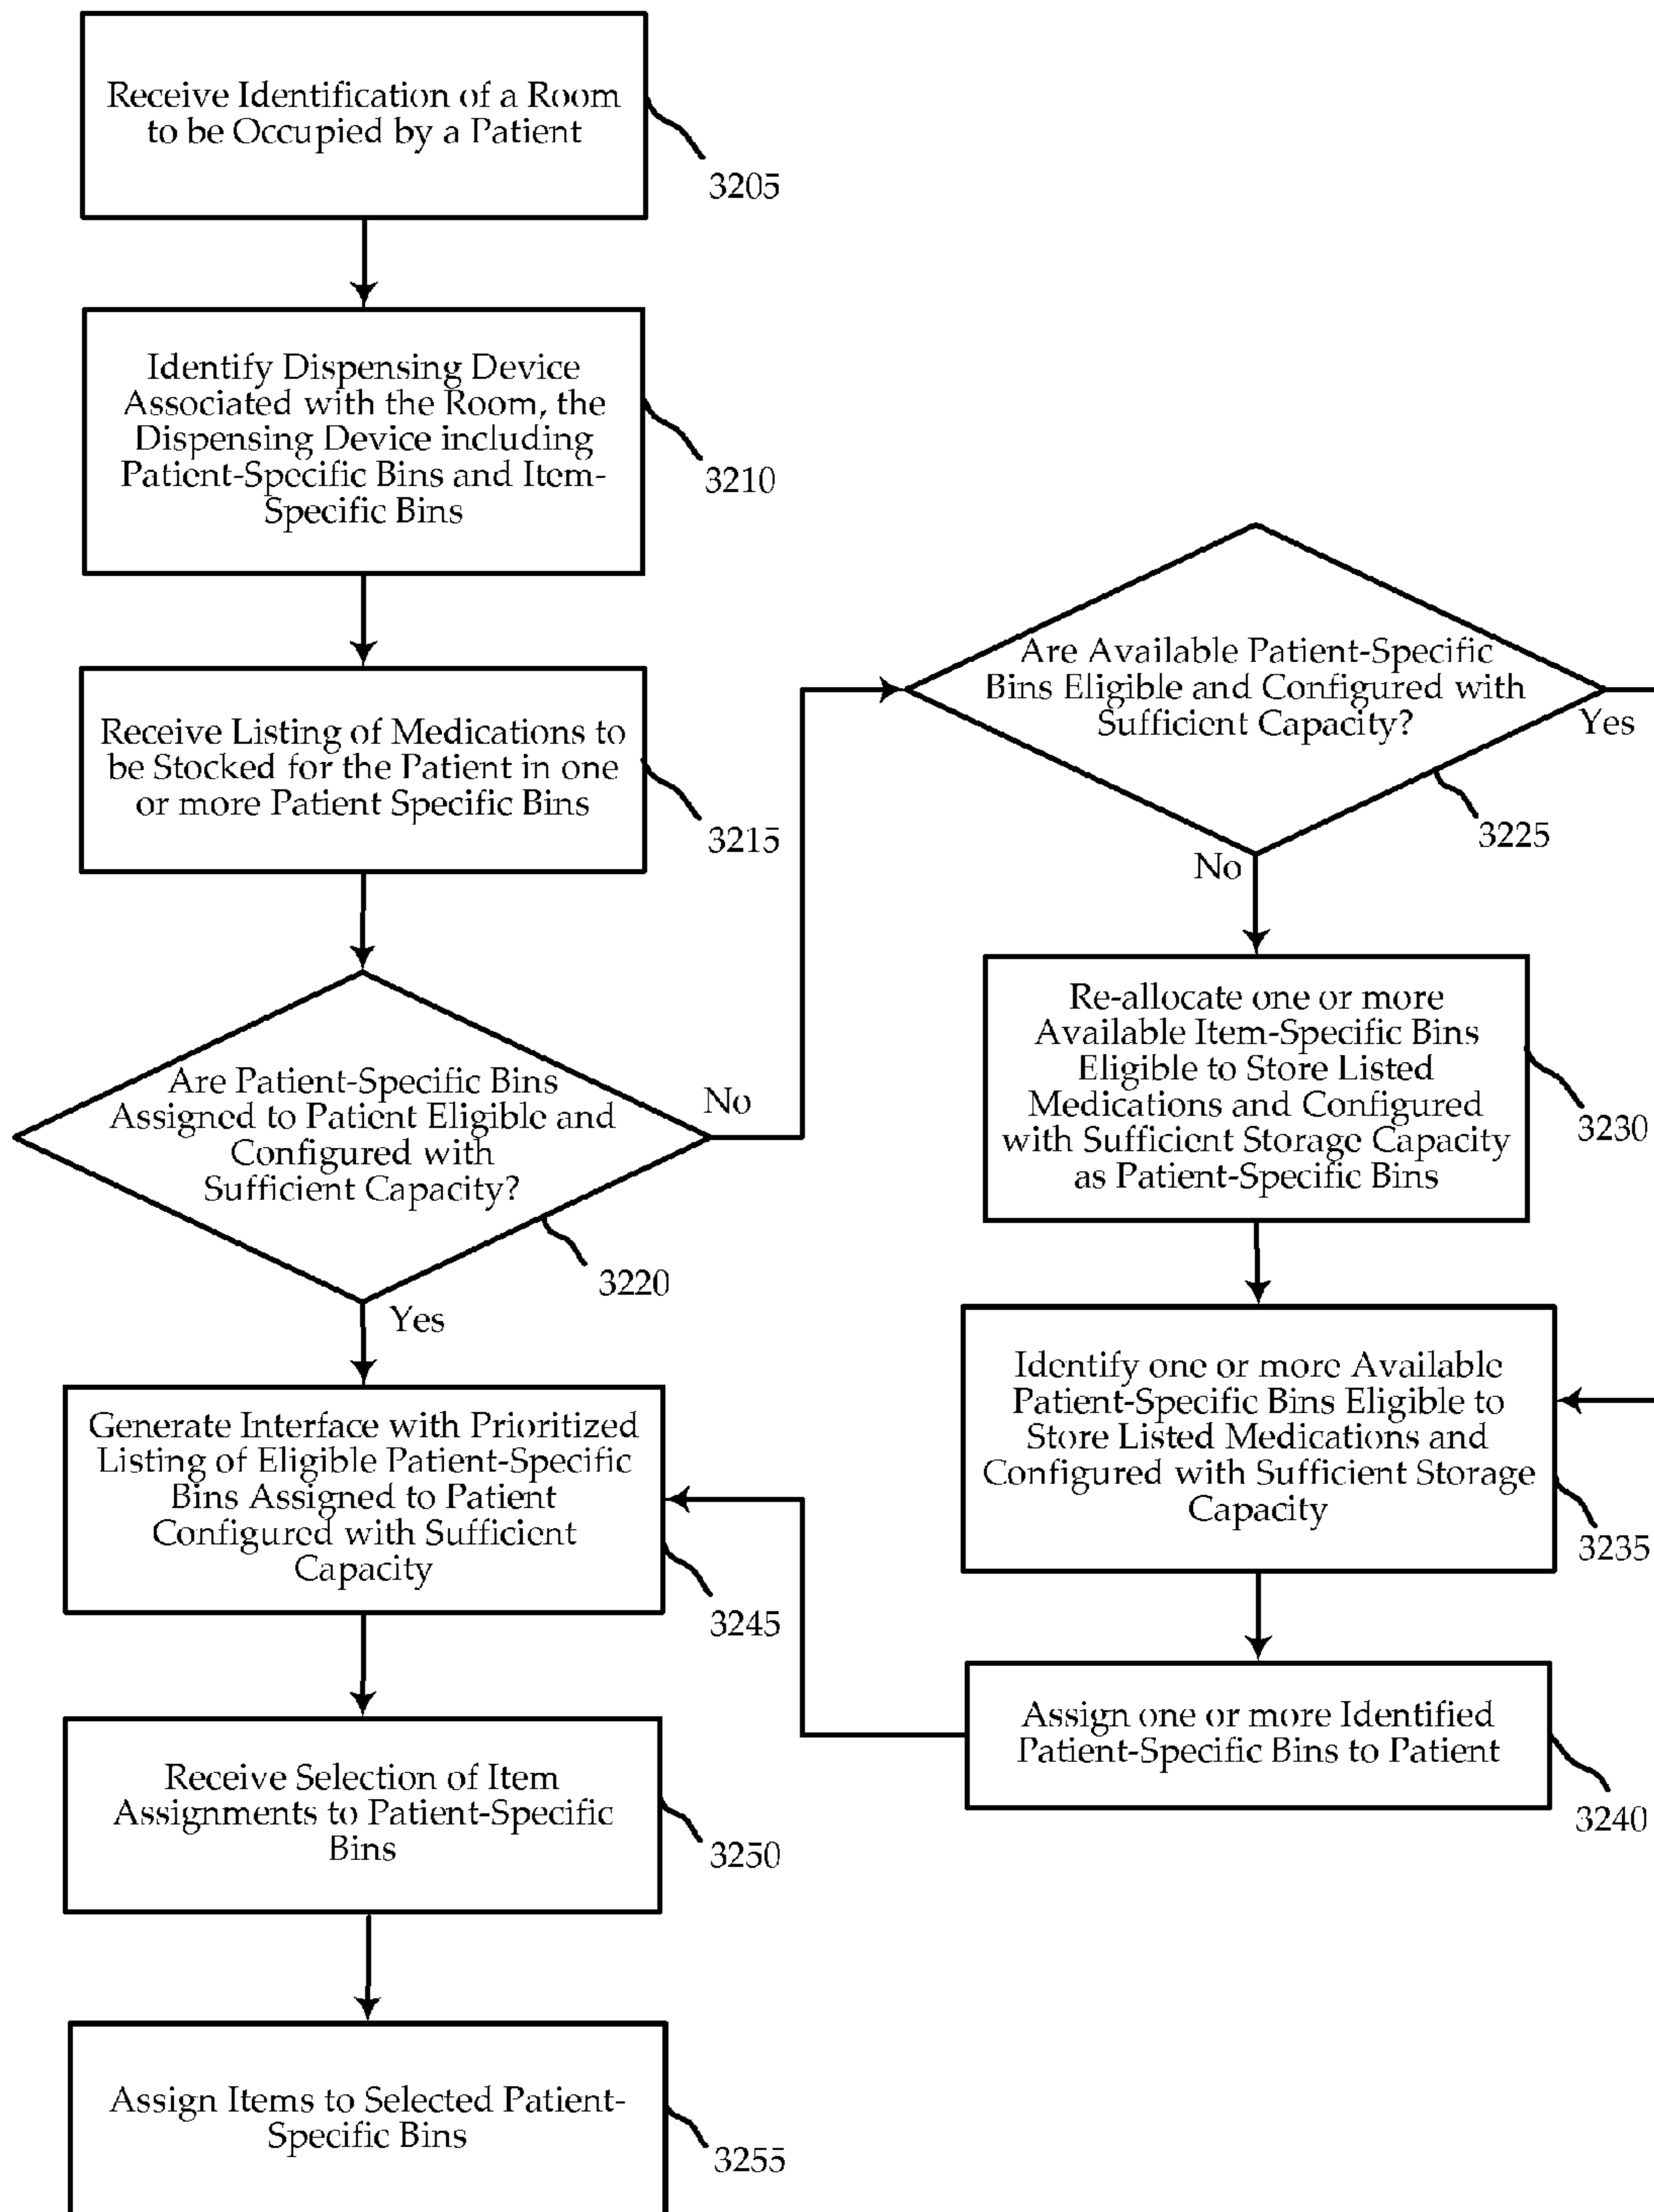 Receive Identification of a Room
to be Occupied by a Patient
3205
Identify Dispensing Device
Associated with the Room, the
Dispensing Device including
Patient-Specific Bins and Item-
Specific Bins
3210
Receive Listing of Medications to
be Stocked for the Patient in one
or more Patient Specific Bins
3215
Are Patient-Specific Bins
Assigned to Patient Eligible and
Configured with
Sufficient Capacity?
No
3220
Yes
Are Available Patient-Specific
Bins Eligible and Configured with
Sufficient Capacity?
Yes
3225
No
Re-allocate one or more
Available Item-Specific Bins
Eligible to Store Listed
Medications and Configured
with Sufficient Storage Capacity
as Patient-Specific Bins
3230
Identify one or more Available
Patient-Specific Bins Eligible to
Store Listed Medications and
Configured with Sufficient Storage
Capacity
3235
Assign one or more Identified
Patient-Specific Bins to Patient
3240
Generate Interface with Prioritized
Listing of Eligible Patient-Specific
Bins Assigned to Patient
Configured with Sufficient
Capacity
3245
Receive Selection of Item
Assignments to Patient-Specific
Bins
3250
Assign Items to Selected Patient-
Specific Bins
3255